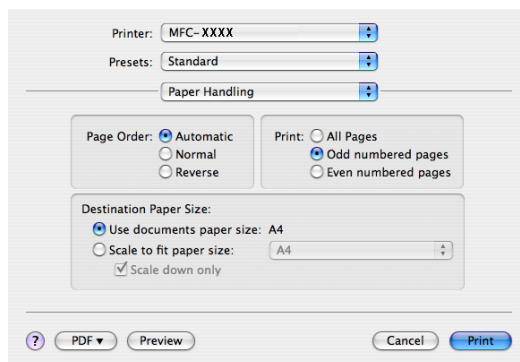 Printer: MFC-XXXX
Presets: Standard
Paper Handling
Page Order: Automatic
Normal
Reverse
Print: All Pages
Odd numbered pages
Even numbered pages
Destination Paper Size:
Use documents paper size: A4
Scale to fit paper size: A4
Scale down only
? PDF ▼ Preview Cancel Print